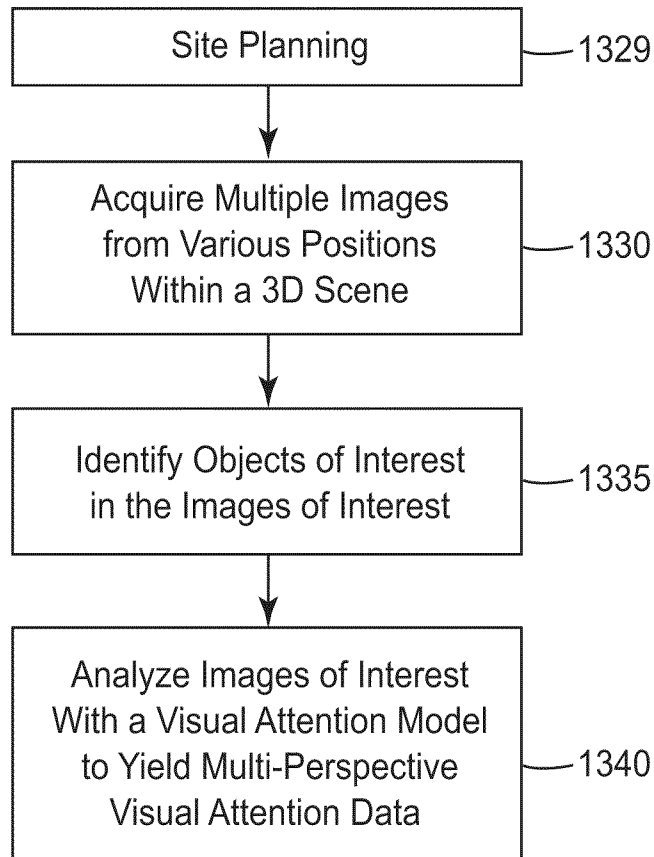 Site Planning
1329
Acquire Multiple Images
from Various Positions
Within a 3D Scene
1330
Identify Objects of Interest
in the Images of Interest
1335
Analyze Images of Interest
With a Visual Attention Model
to Yield Multi-Perspective
Visual Attention Data
1340